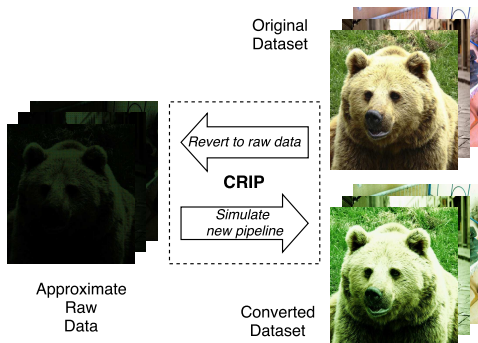 Original
Dataset
Revert to raw data
CRIP
Simulate
new pipeline
Approximate
Raw
Data
Converted
Dataset